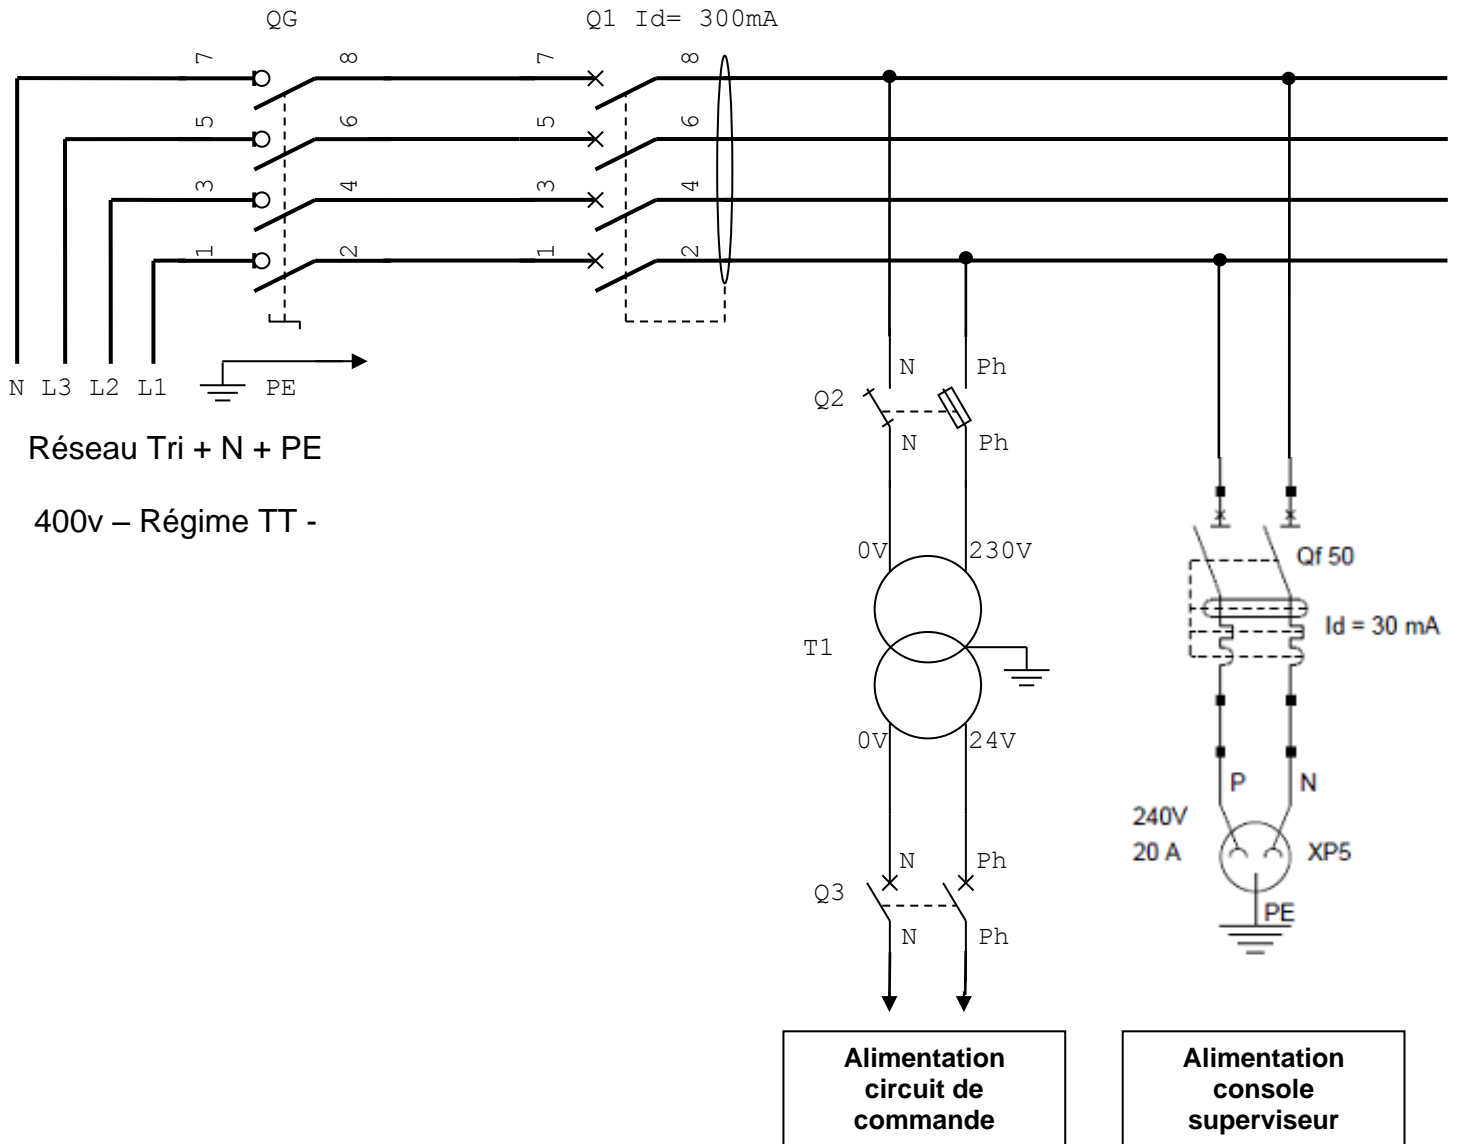 QG
Q1 Id= 300mA
7 8 7 8
5 6 5 6
3 4 3 4
1 2 1 2
N L3 L2 L1 PE
Réseau Tri + N + PE
400v – Régime TT -
N Ph
Q2
N Ph
0V 230V
T1
0V 24V
N Ph
Q3
N Ph
Qf 50
Id = 30 mA
P N
240V
20 A
XP5
PE
Alimentation
circuit de
commande
Alimentation
console
superviseur